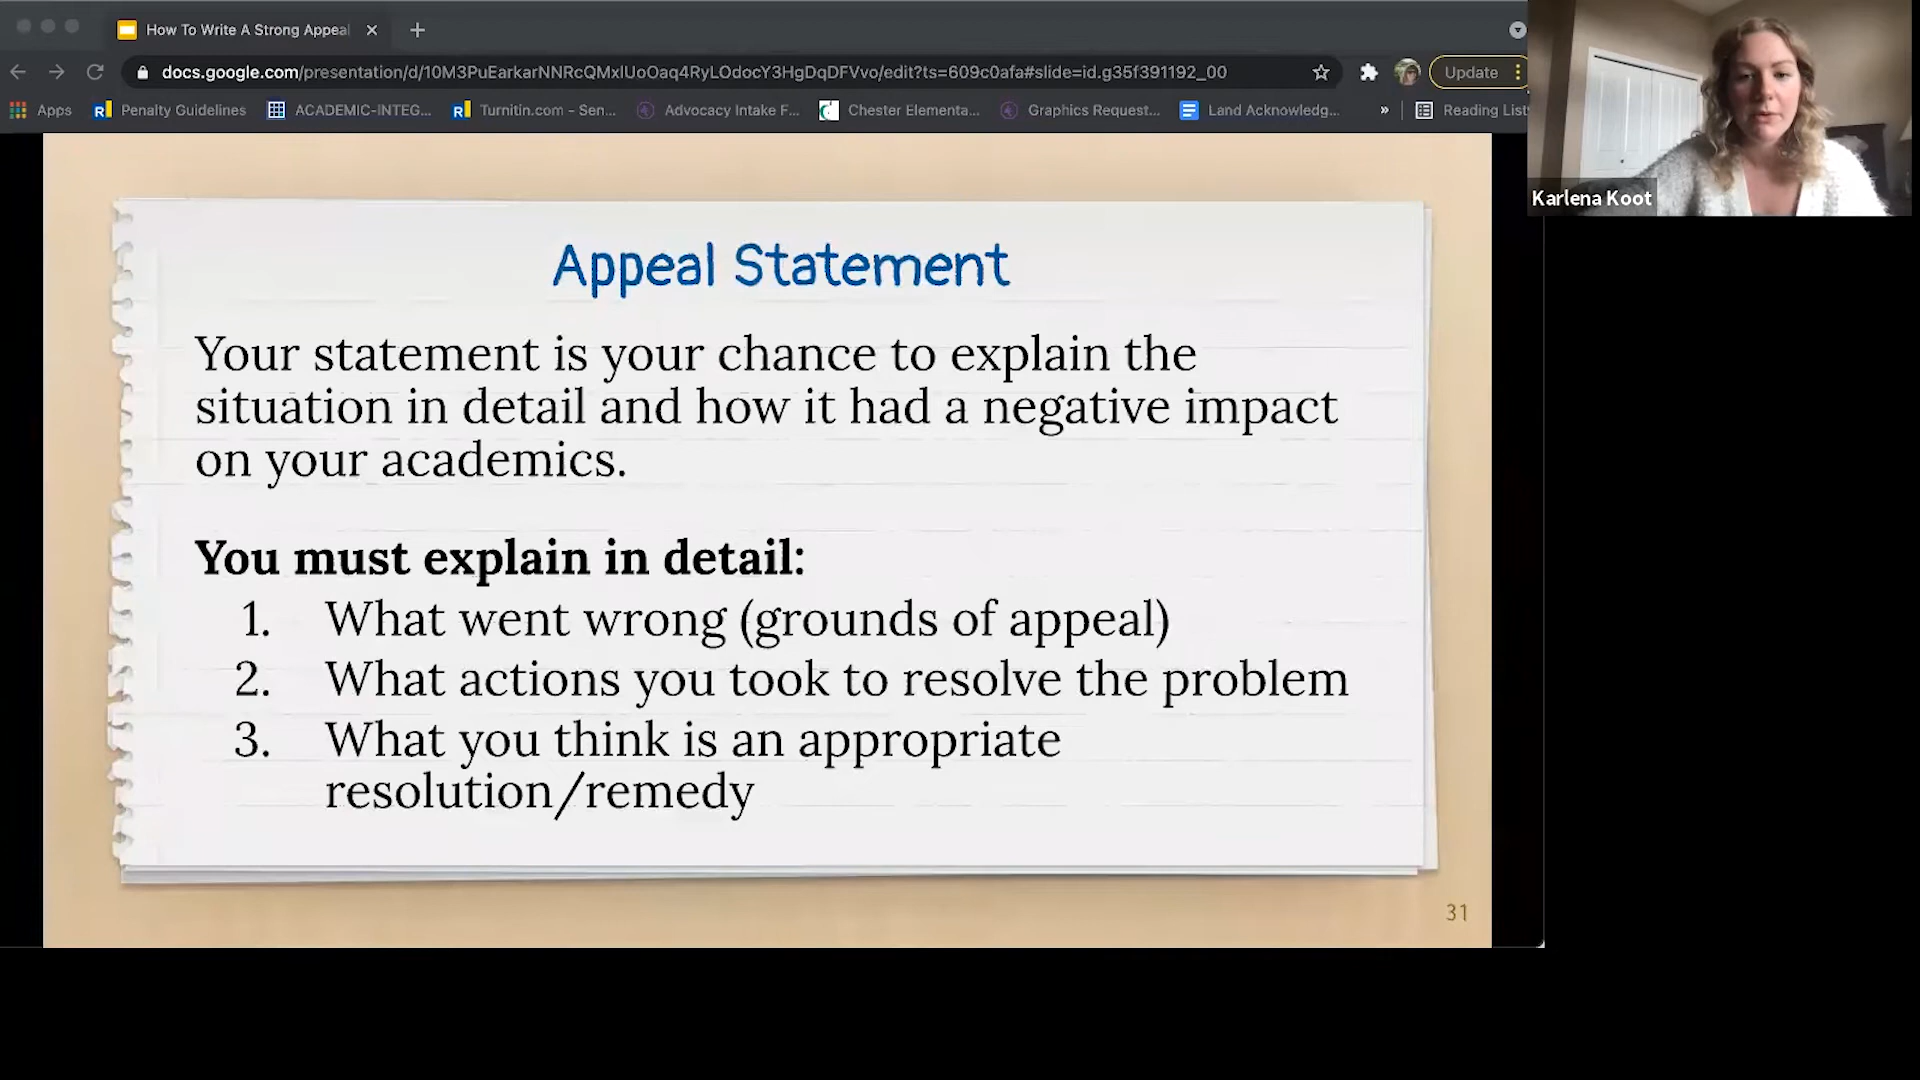 How To Write A Strong Appeal
docs.google.com/presentation/d/10M3PuEarkarNNRcQMxlUoOaq4RyLOdocY3HgDqDFVvo/edit?ts=609c0afa#slide=id.g35f391192_00
Update
Apps
Penalty Guidelines
ACADEMIC-INTEG...
Turnitin.com - Sen...
Advocacy Intake F...
Chester Elementa...
Graphics Request...
Land Acknowledg...
»
Reading List
Karlena Koot
Appeal Statement
Your statement is your chance to explain the
situation in detail and how it had a negative impact
on your academics.
You must explain in detail:
1. What went wrong (grounds of appeal)
2. What actions you took to resolve the problem
3. What you think is an appropriate
resolution/remedy
31